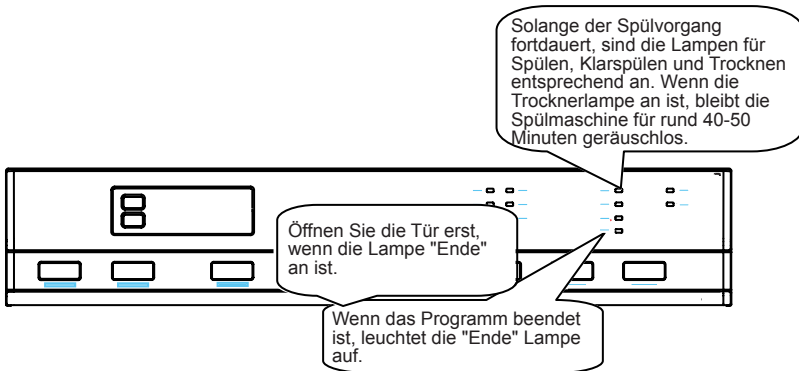 Solange der Spülvorgang
fortdauert, sind die Lampen für
Spülen, Klarspülen und Trocknen
entsprechend an. Wenn die
Trocknerlampe an ist, bleibt die
Spülmaschine für rund 40-50
Minuten geräuschlos.
Öffnen Sie die Tür erst,
wenn die Lampe "Ende"
an ist.
Wenn das Programm beendet
ist, leuchtet die "Ende" Lampe
auf.